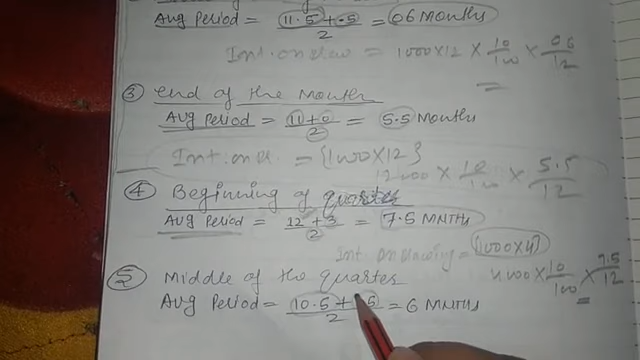 Avg Period = (11.5 + .5) / 2 = 06 Months
Int. on = 1000 X 12 X 10/100 X 06/12
③ End of the Month
Avg Period = (11 + 0) / 2 = 5.5 Months
Int. on = {1000 X 12}
12000 X 10/100 X 5.5/12
④ Beginning of quarter
Avg Period = (12 + 3) / 2 = 7.5 MNTHs
Int on drawing = (1000 X 4)
4000 X 10/100 X 7.5/12
⑤ Middle of the quarter
Avg Period = (10.5 + 5) / 2 = 6 MNTHs